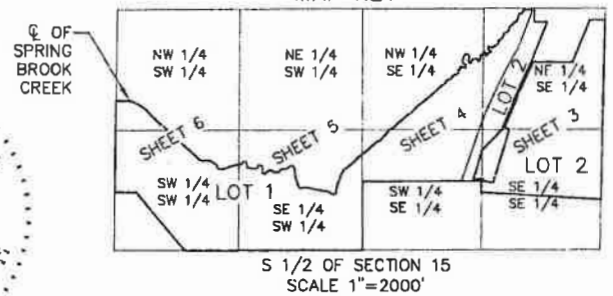 ℄ OF
SPRING
BROOK
CREEK
NW 1/4
SW 1/4
NE 1/4
SW 1/4
NW 1/4
SE 1/4
NE 1/4
SE 1/4
SHEET 6
SHEET 5
SHEET 4
LOT 2
SHEET 3
LOT 2
SW 1/4
SW 1/4
LOT 1
SE 1/4
SW 1/4
SW 1/4
SE 1/4
SE 1/4
SE 1/4
S 1/2 OF SECTION 15
SCALE 1"=2000'